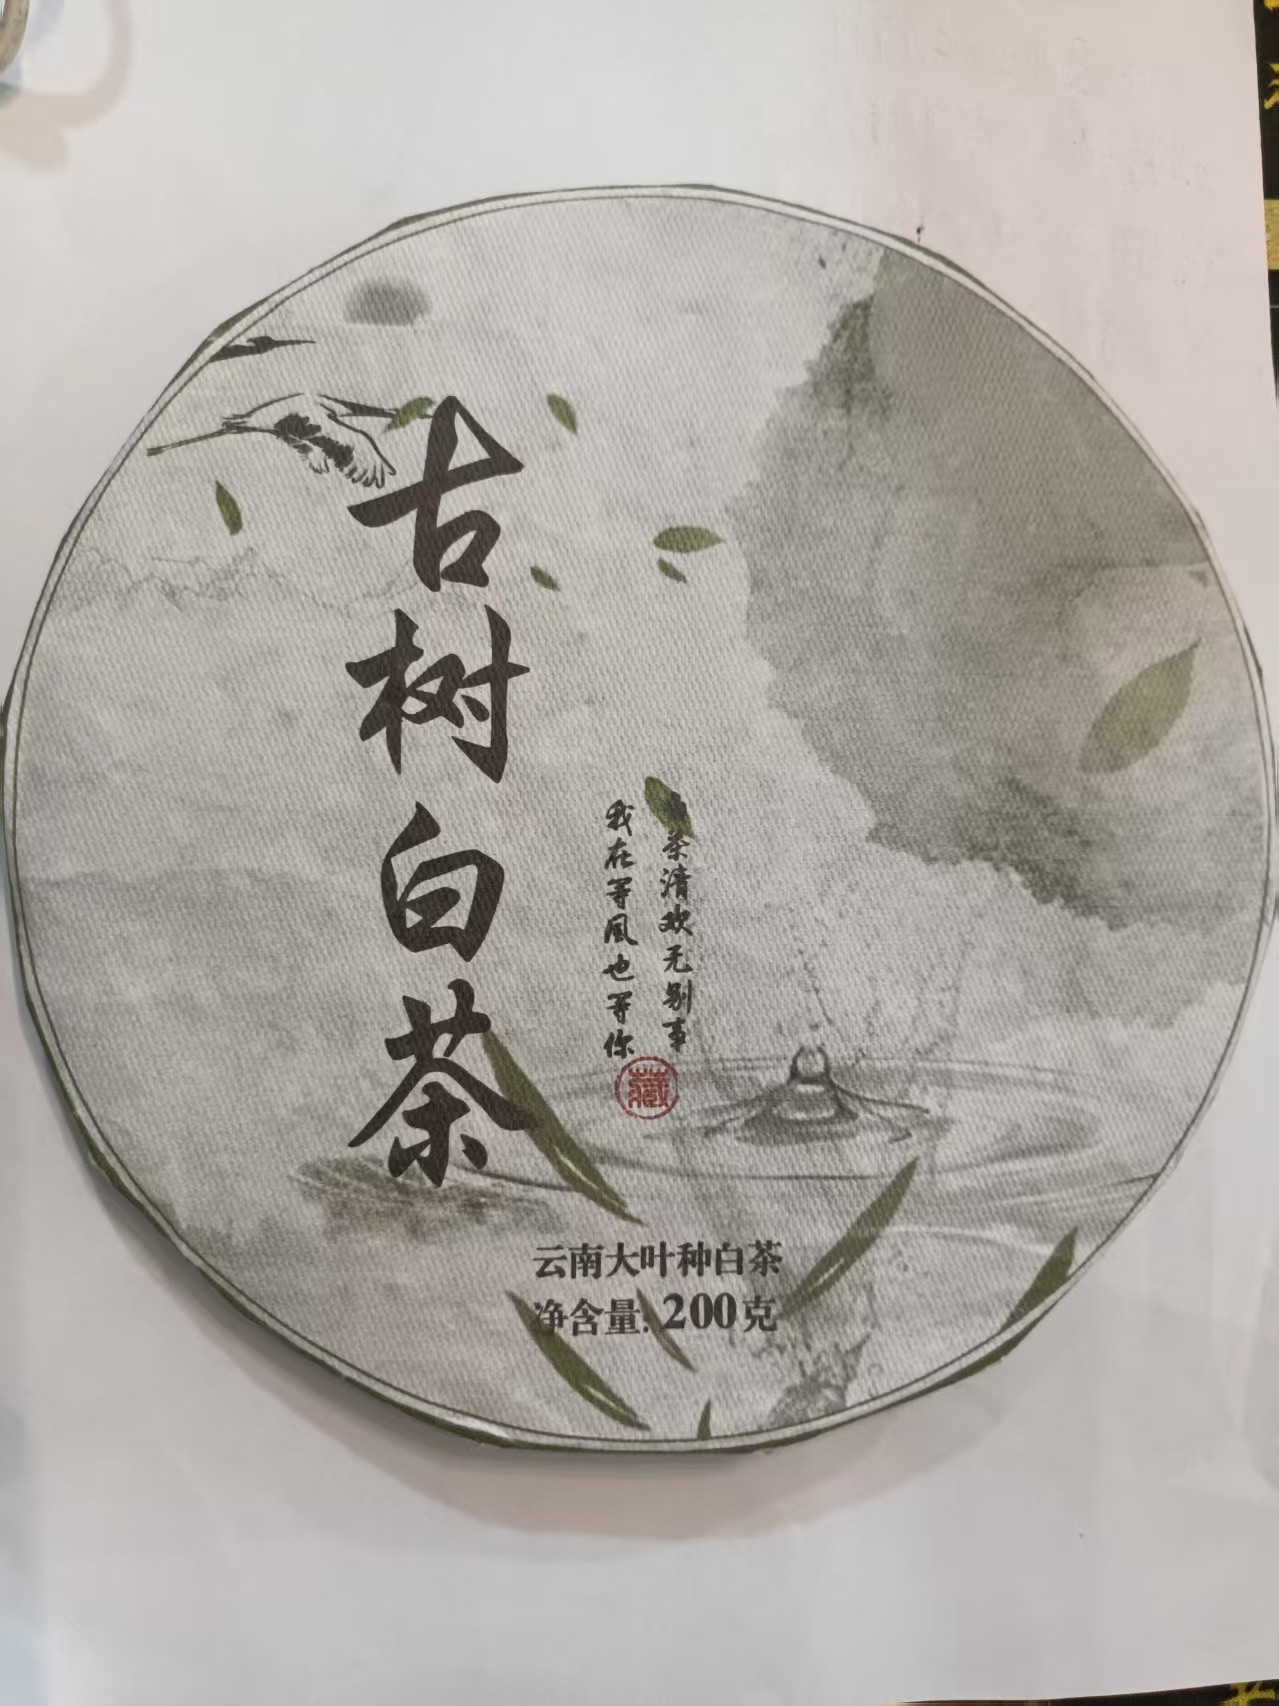 古树白茶
茶清欢无别事
我在等风也等你
藏
云南大叶种白茶
净含量: 200克